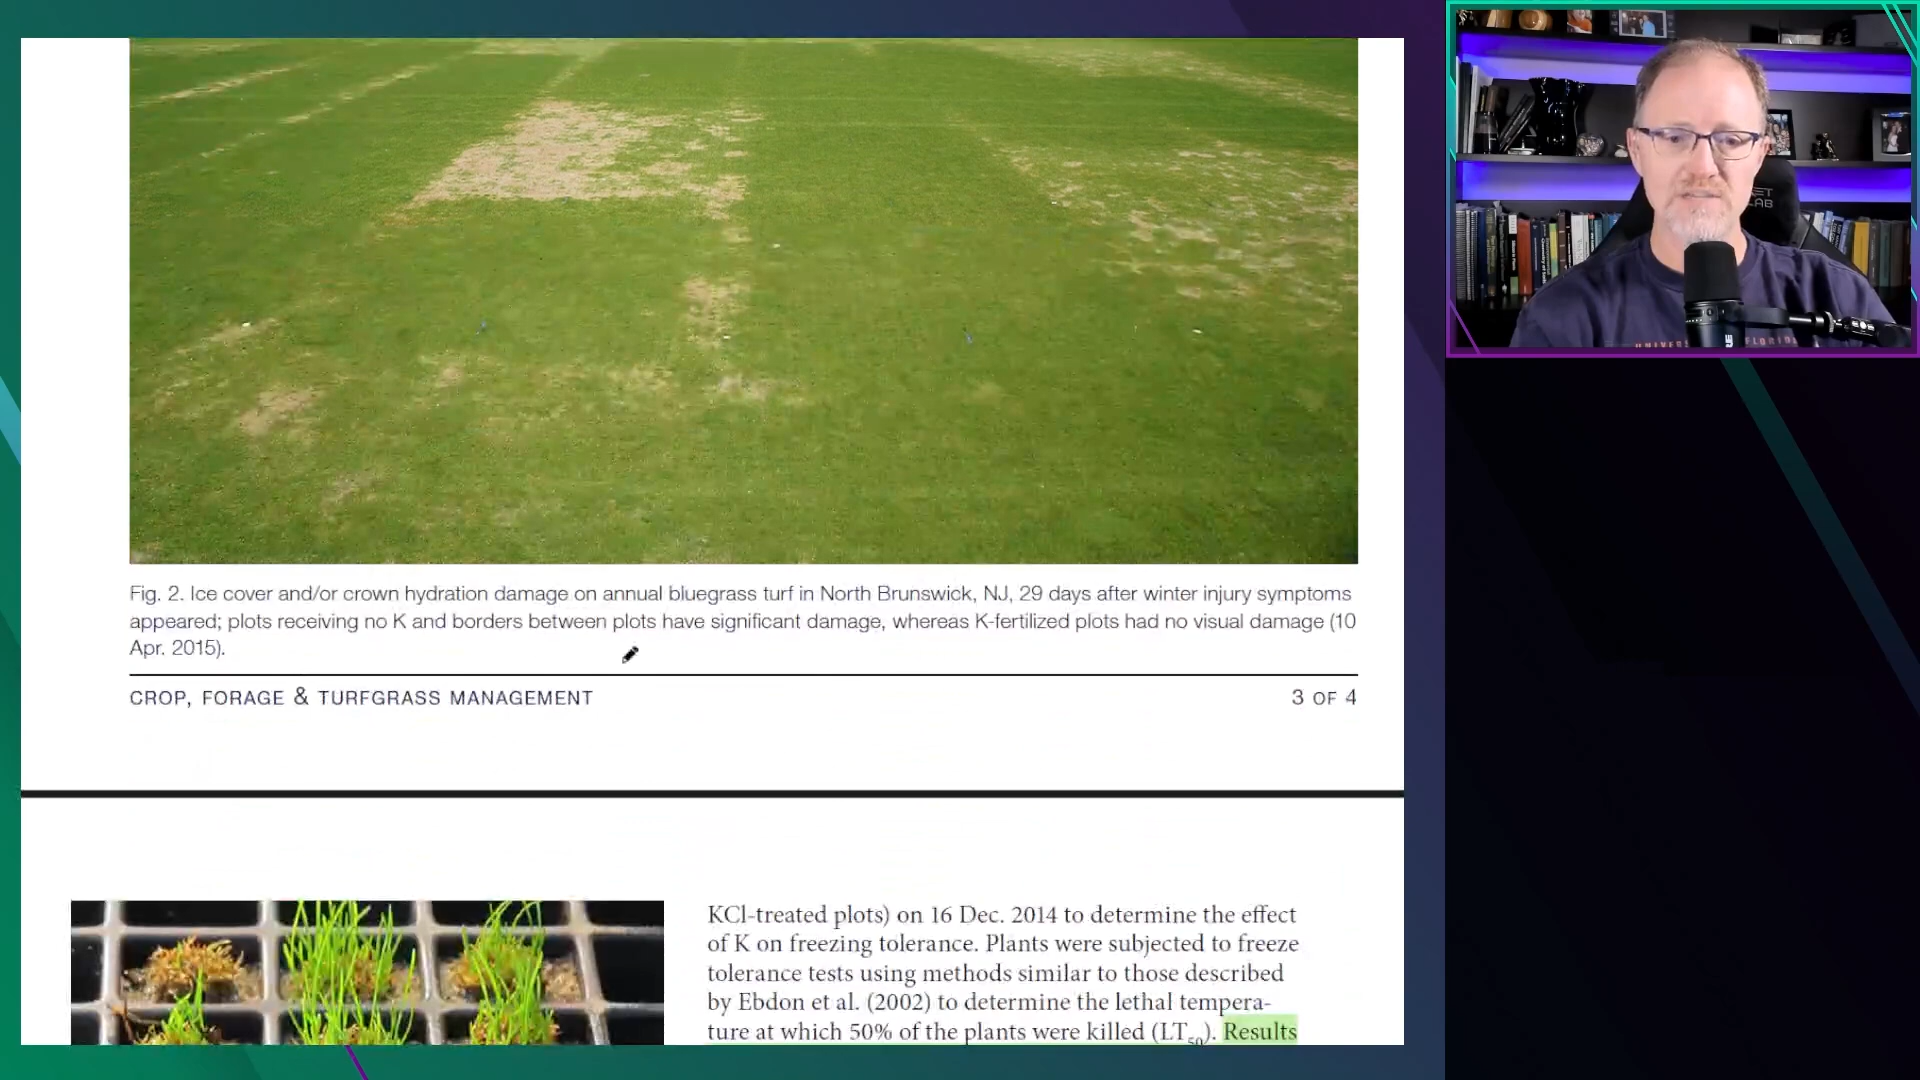 Fig. 2. Ice cover and/or crown hydration damage on annual bluegrass turf in North Brunswick, NJ, 29 days after winter injury symptoms
appeared; plots receiving no K and borders between plots have significant damage, whereas K-fertilized plots had no visual damage (10
Apr. 2015).
CROP, FORAGE & TURFGRASS MANAGEMENT
3 OF 4
KCl-treated plots) on 16 Dec. 2014 to determine the effect
of K on freezing tolerance. Plants were subjected to freeze
tolerance tests using methods similar to those described
by Ebdon et al. (2002) to determine the lethal tempera-
ture at which 50% of the plants were killed (LT50). Results